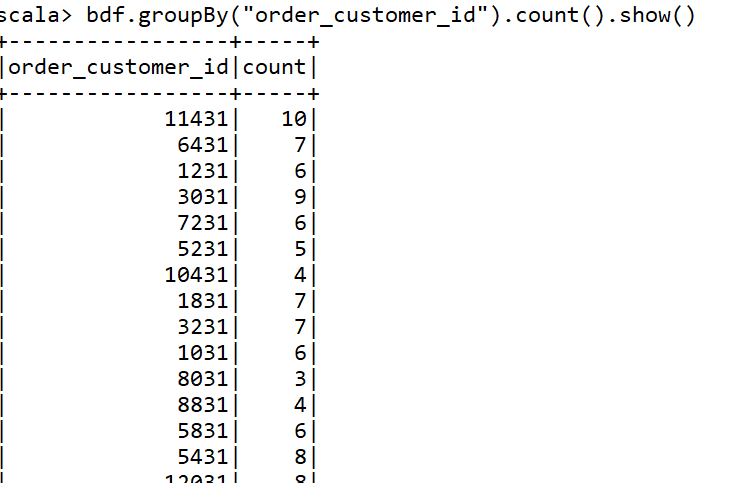 scala> bdf.groupBy("order_customer_id").count().show()
+-----------------+-----+
|order_customer_id|count|
+-----------------+-----+
|            11431|   10|
|             6431|    7|
|             1231|    6|
|             3031|    9|
|             7231|    6|
|             5231|    5|
|            10431|    4|
|             1831|    7|
|             3231|    7|
|             1031|    6|
|             8031|    3|
|             8831|    4|
|             5831|    6|
|             5431|    8|
|            12031|    8|